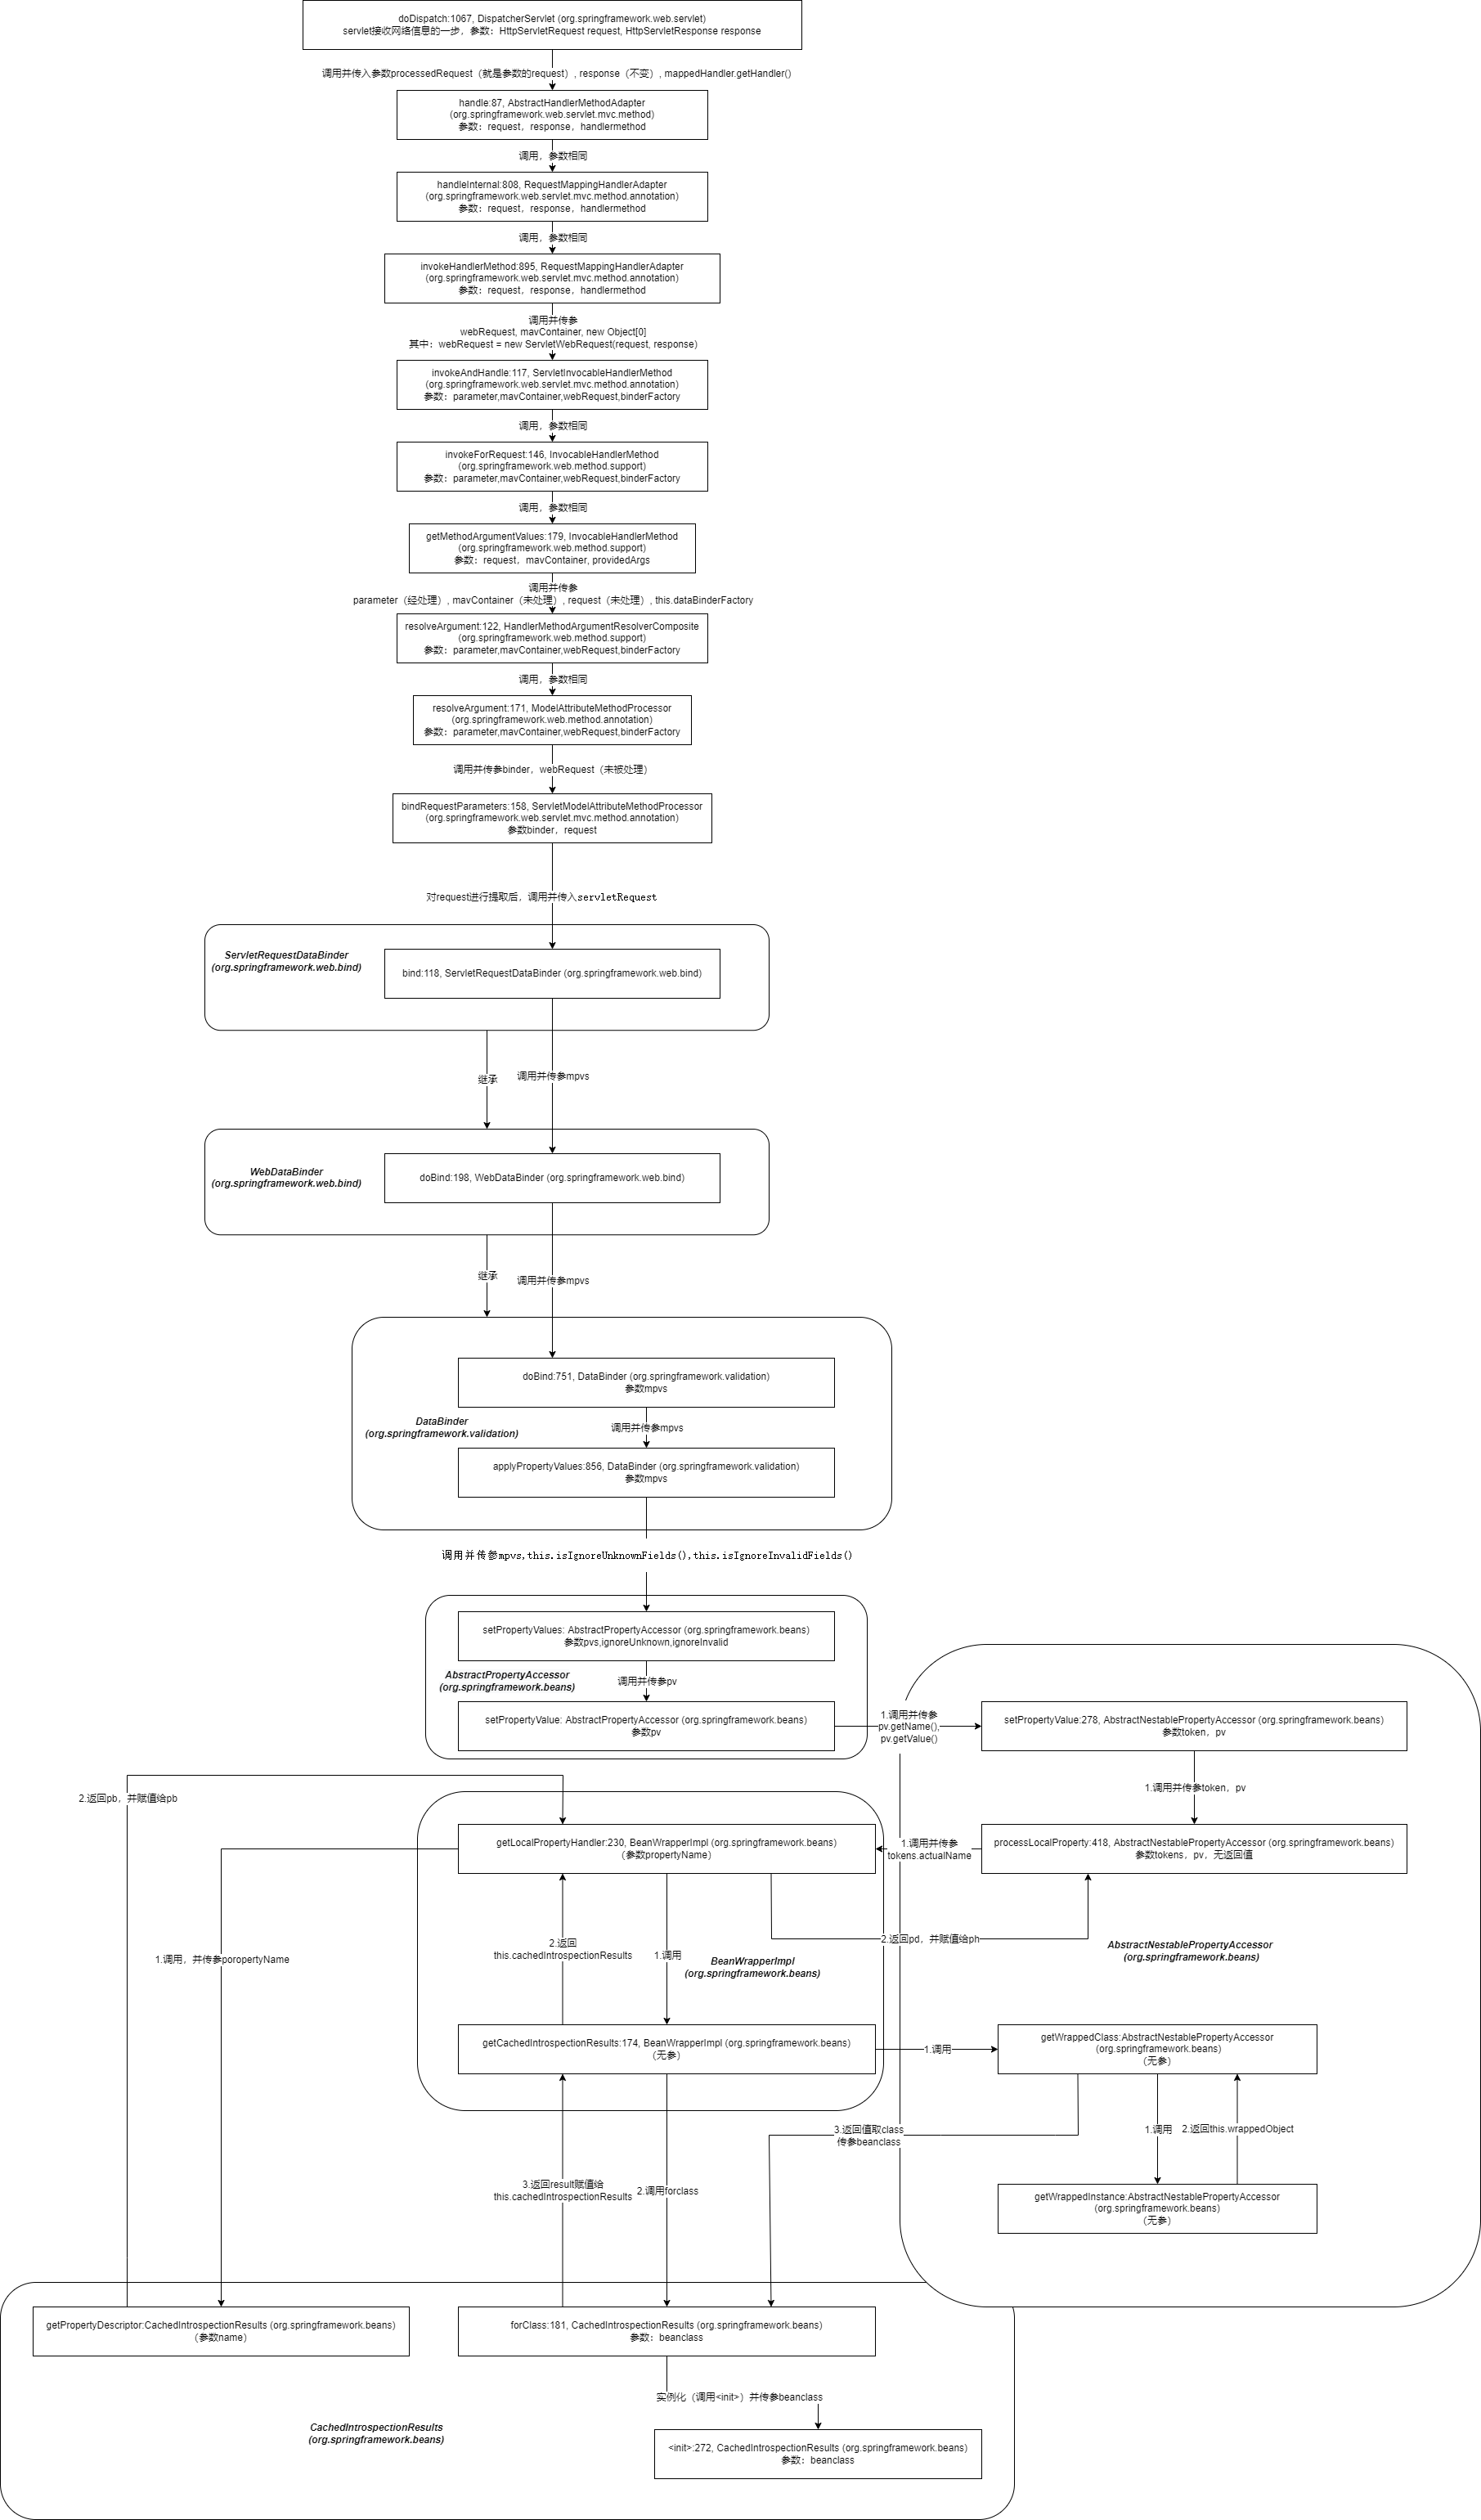 doDispatch:1067, DispatcherServlet (org.springframework.web.servlet)
servlet接收网络信息的一步，参数：HttpServletRequest request, HttpServletResponse response
调用并传入参数processedRequest（就是参数的request）, response（不变）, mappedHandler.getHandler()
handle:87, AbstractHandlerMethodAdapter
(org.springframework.web.servlet.mvc.method)
参数：request，response，handlermethod
调用，参数相同
handleInternal:808, RequestMappingHandlerAdapter
(org.springframework.web.servlet.mvc.method.annotation)
参数：request，response，handlermethod
调用，参数相同
invokeHandlerMethod:895, RequestMappingHandlerAdapter
(org.springframework.web.servlet.mvc.method.annotation)
参数：request，response，handlermethod
调用并传参
webRequest, mavContainer, new Object[0]
其中：webRequest = new ServletWebRequest(request, response)
invokeAndHandle:117, ServletInvocableHandlerMethod
(org.springframework.web.servlet.mvc.method.annotation)
参数：parameter,mavContainer,webRequest,binderFactory
调用，参数相同
invokeForRequest:146, InvocableHandlerMethod
(org.springframework.web.method.support)
参数：parameter,mavContainer,webRequest,binderFactory
调用，参数相同
getMethodArgumentValues:179, InvocableHandlerMethod
(org.springframework.web.method.support)
参数：request，mavContainer, providedArgs
调用并传参
parameter（经处理）, mavContainer（未处理）, request（未处理）, this.dataBinderFactory
resolveArgument:122, HandlerMethodArgumentResolverComposite
(org.springframework.web.method.support)
参数：parameter,mavContainer,webRequest,binderFactory
调用，参数相同
resolveArgument:171, ModelAttributeMethodProcessor
(org.springframework.web.method.annotation)
参数：parameter,mavContainer,webRequest,binderFactory
调用并传参binder，webRequest（未被处理）
bindRequestParameters:158, ServletModelAttributeMethodProcessor
(org.springframework.web.servlet.mvc.method.annotation)
参数binder，request
对request进行提取后，调用并传入servletRequest
ServletRequestDataBinder
(org.springframework.web.bind)
bind:118, ServletRequestDataBinder (org.springframework.web.bind)
继承
调用并传参mpvs
WebDataBinder
(org.springframework.web.bind)
doBind:198, WebDataBinder (org.springframework.web.bind)
继承
调用并传参mpvs
doBind:751, DataBinder (org.springframework.validation)
参数mpvs
DataBinder
(org.springframework.validation)
调用并传参mpvs
applyPropertyValues:856, DataBinder (org.springframework.validation)
参数mpvs
调用并传参mpvs,this.isIgnoreUnknownFields(),this.isIgnoreInvalidFields()
setPropertyValues: AbstractPropertyAccessor (org.springframework.beans)
参数pvs,ignoreUnknown,ignoreInvalid
AbstractPropertyAccessor
(org.springframework.beans)
调用并传参pv
setPropertyValue: AbstractPropertyAccessor (org.springframework.beans)
参数pv
1.调用并传参
pv.getName(),
pv.getValue()
setPropertyValue:278, AbstractNestablePropertyAccessor (org.springframework.beans)
参数token，pv
1.调用并传参token，pv
2.返回pb，并赋值给pb
getLocalPropertyHandler:230, BeanWrapperImpl (org.springframework.beans)
（参数propertyName）
1.调用并传参
tokens.actualName
processLocalProperty:418, AbstractNestablePropertyAccessor (org.springframework.beans)
参数tokens，pv，无返回值
1.调用，并传参poropertyName
2.返回
this.cachedIntrospectionResults
1.调用
2.返回pd，并赋值给ph
BeanWrapperImpl
(org.springframework.beans)
AbstractNestablePropertyAccessor
(org.springframework.beans)
getCachedIntrospectionResults:174, BeanWrapperImpl (org.springframework.beans)
（无参）
1.调用
getWrappedClass:AbstractNestablePropertyAccessor
(org.springframework.beans)
（无参）
3.返回值取class
传参beanclass
1.调用
2.返回this.wrappedObject
3.返回result赋值给
this.cachedIntrospectionResults
2.调用forclass
getWrappedInstance:AbstractNestablePropertyAccessor
(org.springframework.beans)
（无参）
getPropertyDescriptor:CachedIntrospectionResults (org.springframework.beans)
（参数name）
forClass:181, CachedIntrospectionResults (org.springframework.beans)
参数：beanclass
实例化（调用<init>）并传参beanclass
CachedIntrospectionResults
(org.springframework.beans)
<init>:272, CachedIntrospectionResults (org.springframework.beans)
参数：beanclass